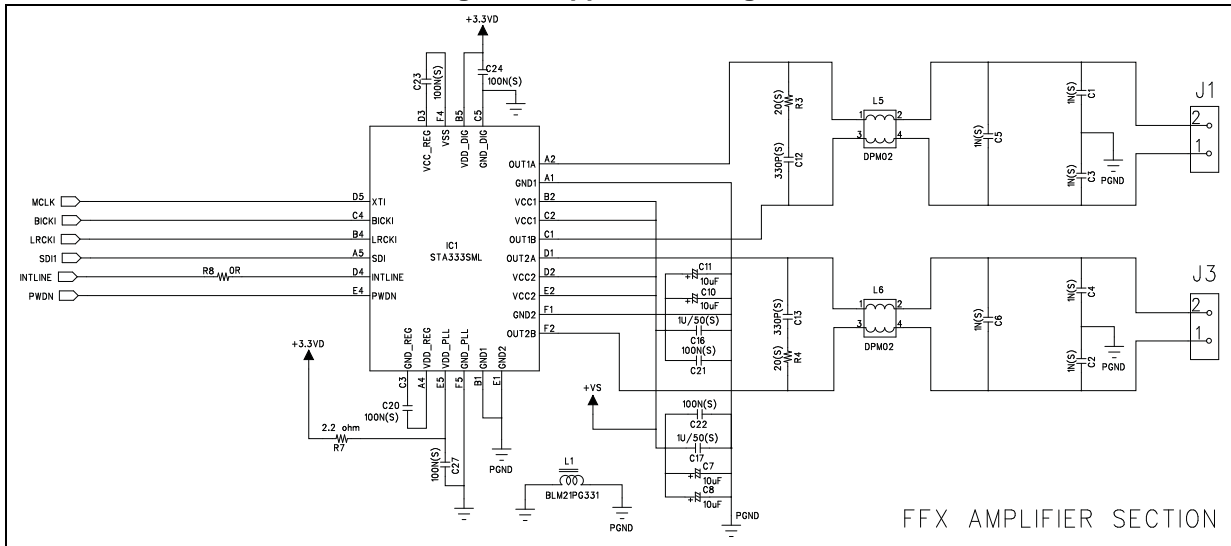 +3.3VD
C23
100N(S)
C24
100N(S)
D3
F4
B5
C5
VCC_REG
VSS
VDD_DIG
GND_DIG
MCLK
D5
XTI
BICKI
C4
BICKI
LRCKI
B4
LRCKI
SDI1
A5
SDI
INTLINE
R8
0R
D4
INTLINE
PWDN
E4
PWDN
IC1
STA333SML
OUT1A
A2
GND1
A1
VCC1
B2
VCC1
C2
OUT1B
C1
OUT2A
D1
VCC2
D2
VCC2
E2
GND2
F1
OUT2B
F2
GND_REG
VDD_REG
VDD_PLL
GND_PLL
GND1
GND2
C3
A4
E5
F5
B1
E1
C20
100N(S)
+3.3VD
2.2 ohm
R7
100N(S)
C27
PGND
L1
BLM21PG331
PGND
C11
10uF
C10
10uF
1U/50(S)
C16
100N(S)
C21
+VS
100N(S)
C22
1U/50(S)
C17
C7
10uF
C8
10uF
PGND
20(S)
R3
330P(S)
C12
L5
1
2
3
4
DPM02
1N(S)
C5
1N(S)
C1
1N(S)
C3
PGND
J1
2
1
330P(S)
C13
20(S)
R4
L6
1
2
3
4
DPM02
1N(S)
C6
1N(S)
C4
1N(S)
C2
PGND
J3
2
1
FFX AMPLIFIER SECTION